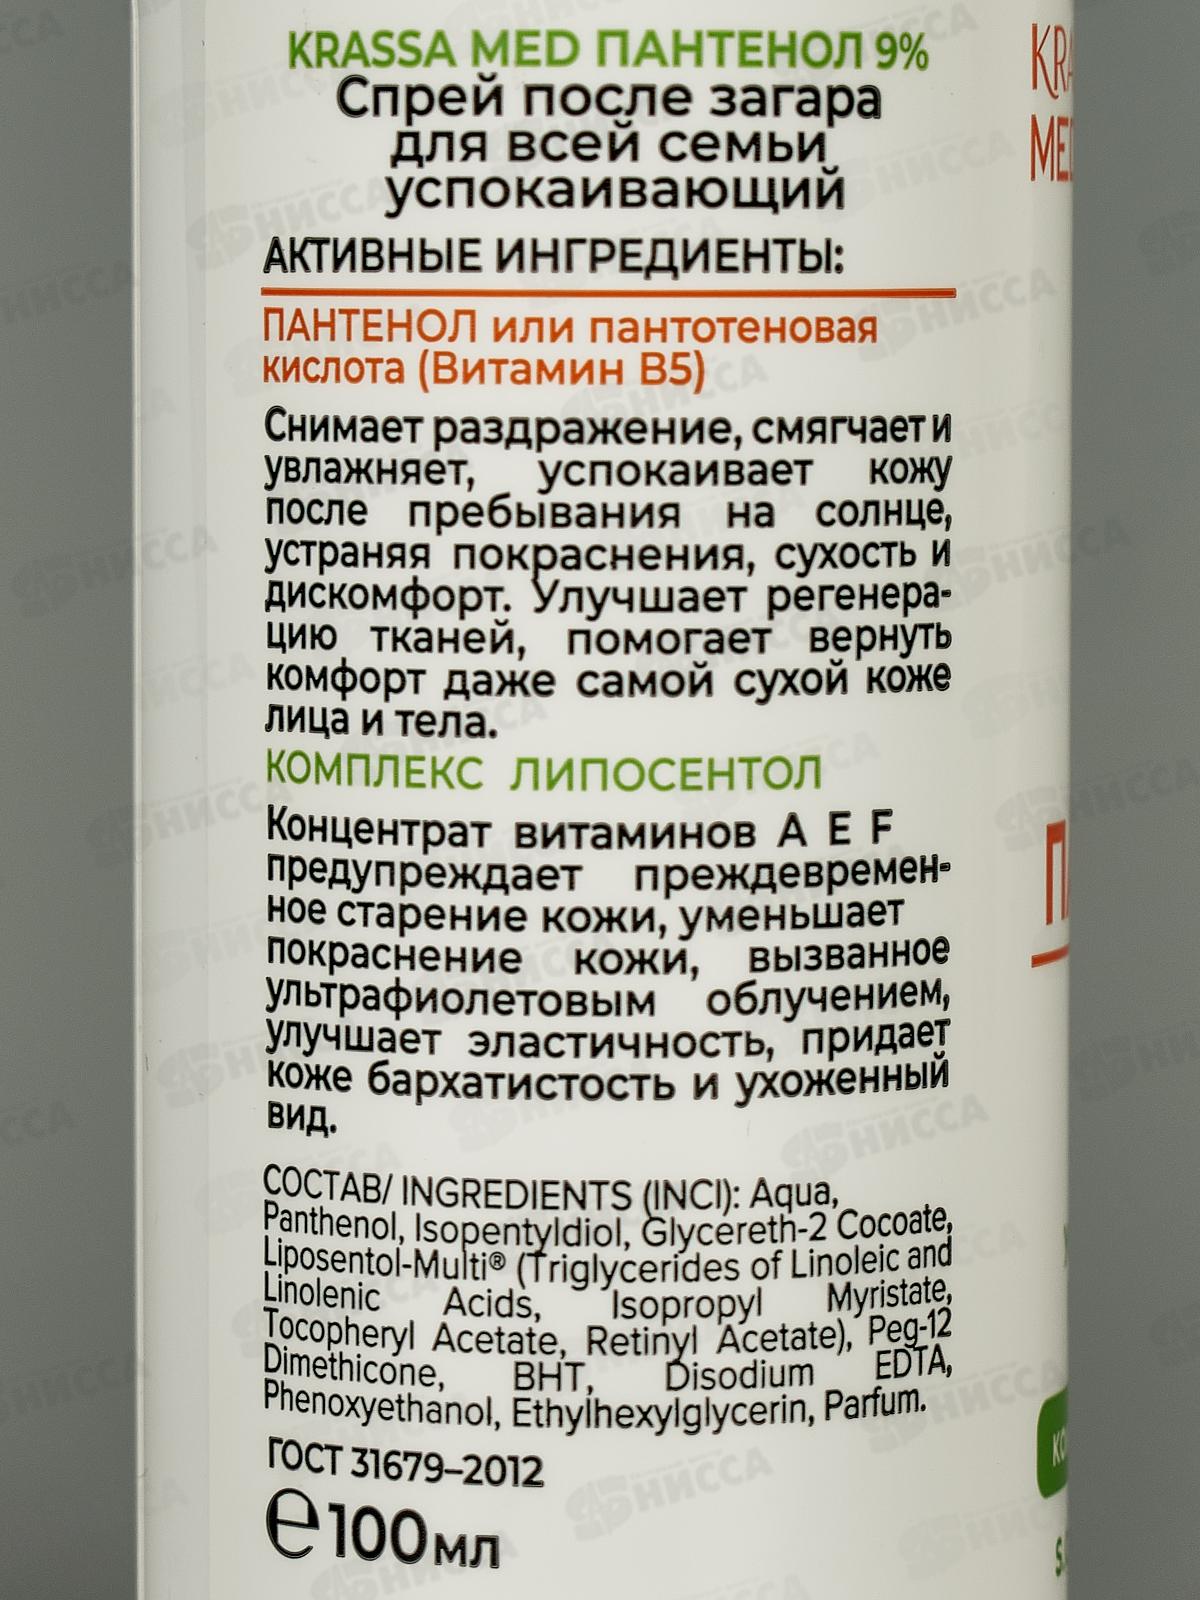 KRASSA MED ПАНТЕНОЛ 9%
Спрей после загара
для всей семьи
успокаивающий
АКТИВНЫЕ ИНГРЕДИЕНТЫ:
ПАНТЕНОЛ или пантотеновая
кислота (Витамин В5)
Снимает раздражение, смягчает и
увлажняет, успокаивает кожу
после пребывания на солнце,
устраняя покраснения, сухость и
дискомфорт. Улучшает регенера-
цию тканей, помогает вернуть
комфорт даже самой сухой коже
лица и тела.
КОМПЛЕКС ЛИПОСЕНТОЛ
Концентрат витаминов A E F
предупреждает преждевремен-
ное старение кожи, уменьшает
покраснение кожи, вызванное
ультрафиолетовым облучением,
улучшает эластичность, придает
коже бархатистость и ухоженный
вид.
СОСТАВ/ INGREDIENTS (INCI): Aqua,
Panthenol, Isopentyldiol, Glycereth-2 Cocoate,
Liposentol-Multi® (Triglycerides of Linoleic and
Linolenic Acids, Isopropyl Myristate,
Tocopheryl Acetate, Retinyl Acetate), Peg-12
Dimethicone, BHT, Disodium EDTA,
Phenoxyethanol, Ethylhexylglycerin, Parfum.
ГОСТ 31679–2012
℮100мл
KRA
MED
НИССА